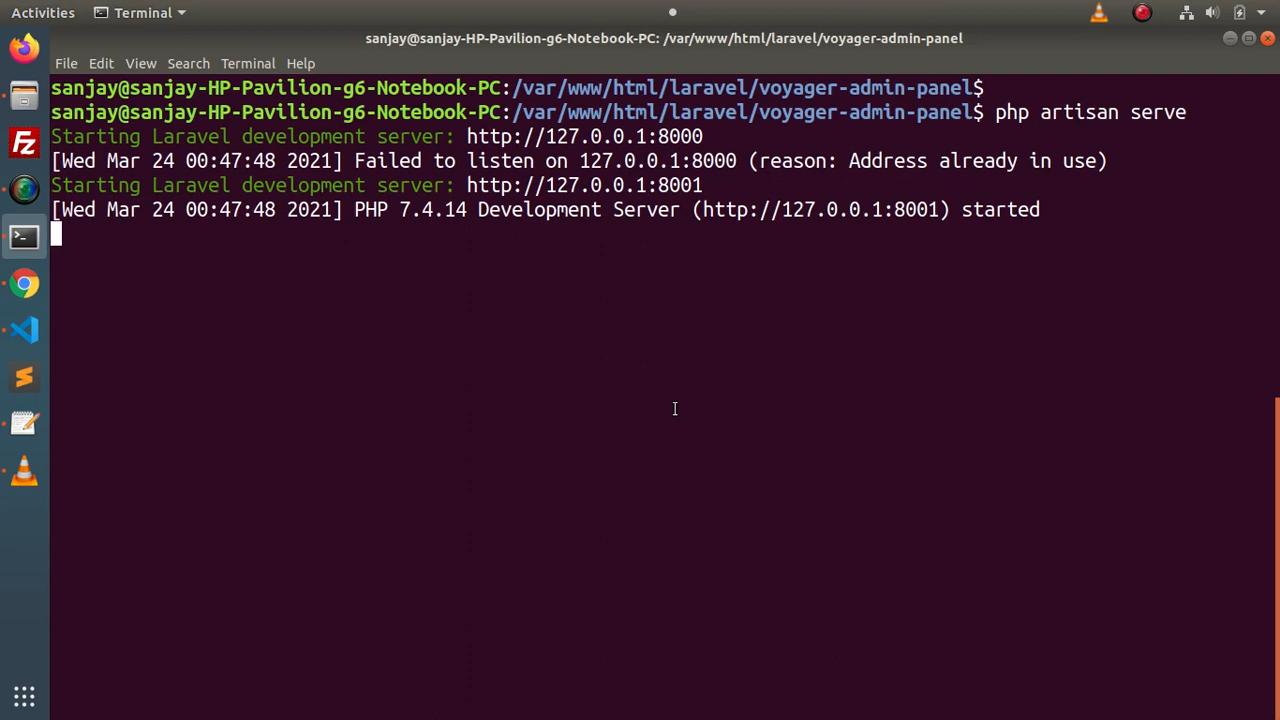 Activities
Terminal
sanjay@sanjay-HP-Pavilion-g6-Notebook-PC: /var/www/html/laravel/voyager-admin-panel
File Edit View Search Terminal Help
sanjay@sanjay-HP-Pavilion-g6-Notebook-PC:/var/www/html/laravel/voyager-admin-panel$
sanjay@sanjay-HP-Pavilion-g6-Notebook-PC:/var/www/html/laravel/voyager-admin-panel$ php artisan serve
Starting Laravel development server: http://127.0.0.1:8000
[Wed Mar 24 00:47:48 2021] Failed to listen on 127.0.0.1:8000 (reason: Address already in use)
Starting Laravel development server: http://127.0.0.1:8001
[Wed Mar 24 00:47:48 2021] PHP 7.4.14 Development Server (http://127.0.0.1:8001) started